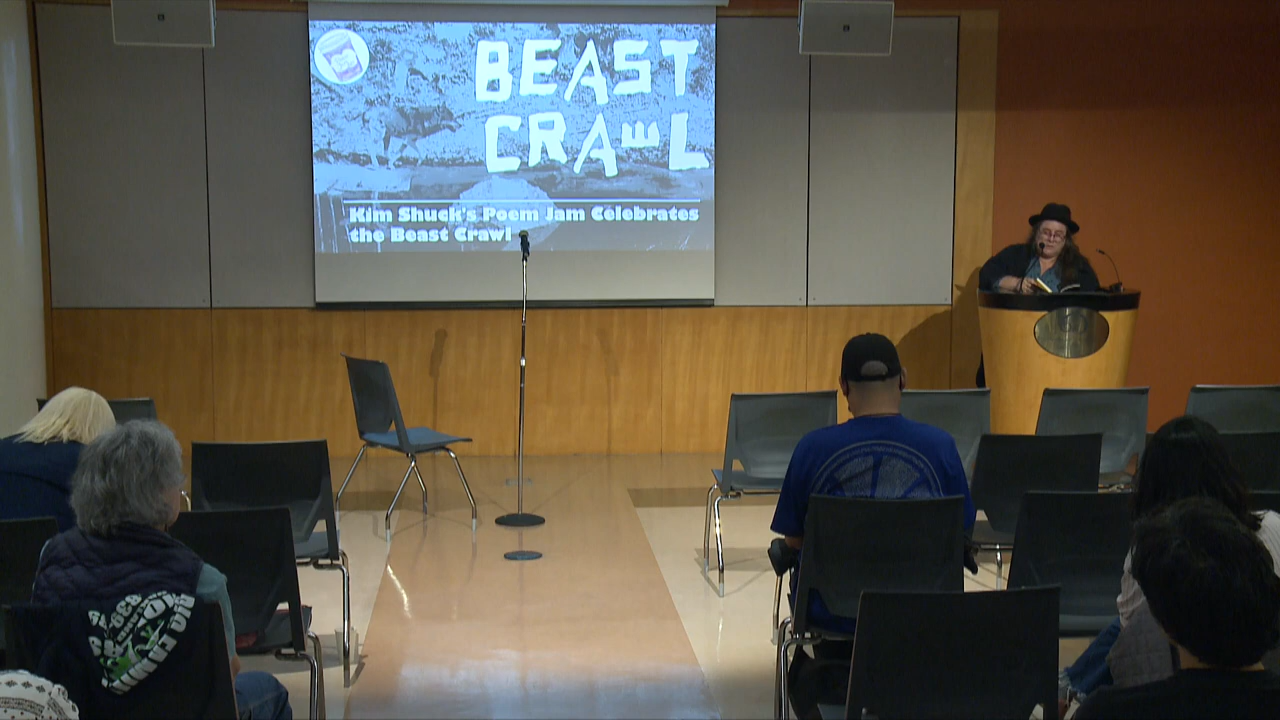 BEAST
CRAWL
Kim Shuck's Poem Jam Celebrates
the Beast Crawl